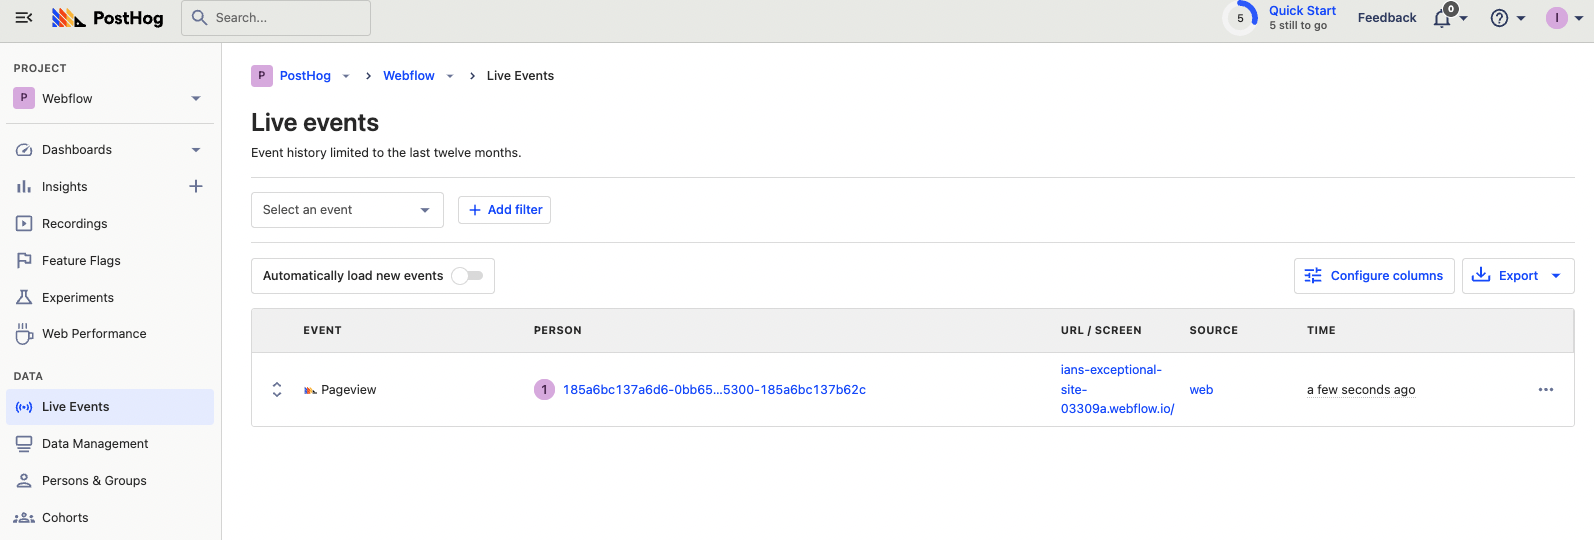 PostHog
Search...
5
Quick Start
5 still to go
Feedback
0
I
PROJECT
P
Webflow
Dashboards
Insights
Recordings
Feature Flags
Experiments
Web Performance
DATA
Live Events
Data Management
Persons & Groups
Cohorts
P PostHog > Webflow > Live Events
Live events
Event history limited to the last twelve months.
Select an event
+ Add filter
Automatically load new events
Configure columns
Export
EVENT PERSON URL / SCREEN SOURCE TIME
Pageview
1
185a6bc137a6d6-0bb65...5300-185a6bc137b62c
ians-exceptional-
site-
03309a.webflow.io/
web
a few seconds ago